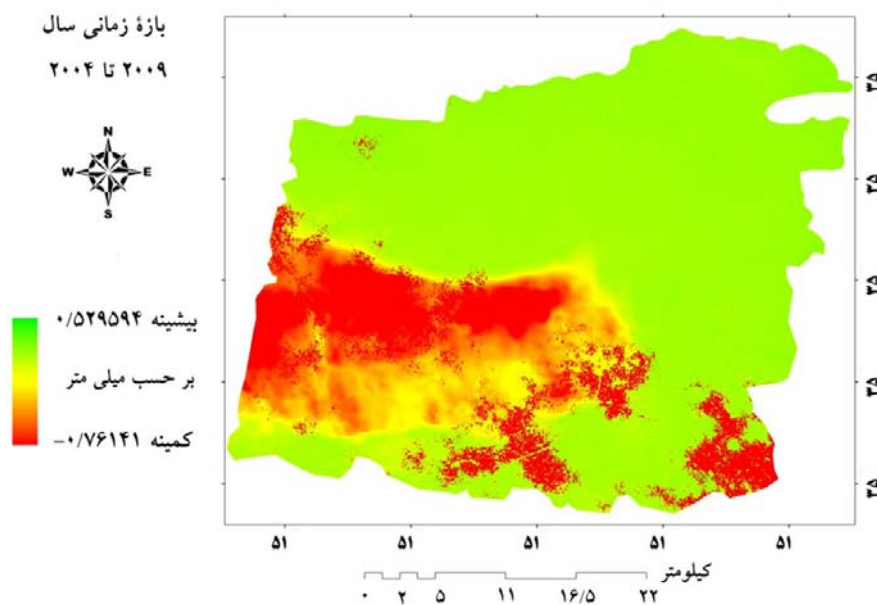 بازهٔ زمانی سال
۲۰۰۴ تا ۲۰۰۹
N
W E
S
بیشینه ۰/۵۲۹۵۹۴
بر حسب میلی متر
کمینه ۰/۷۶۱۴۱−
۳۵
۳۵
۳۵
۳۵
۳۵
۵۱ ۵۱ ۵۱ ۵۱ ۵۱
کیلومتر
۰ ۲ ۵ ۱۱ ۱۶/۵ ۲۲